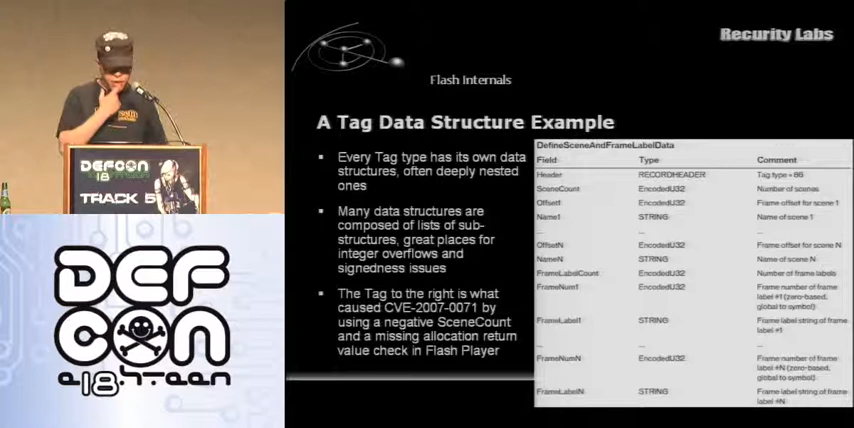 Recurity Labs
Flash Internals
A Tag Data Structure Example
Every Tag type has its own data
structures, often deeply nested
ones
Many data structures are
composed of lists of sub-
structures, great places for
integer overflows and
signedness issues
The Tag to the right is what
caused CVE-2007-0071 by
using a negative SceneCount
and a missing allocation return
value check in Flash Player
DefineSceneAndFrameLabelData
Field Type Comment
Header RECORDHEADER Tag type = 86
SceneCount EncodedU32 Number of scenes
Offset1 EncodedU32 Frame offset for scene 1
Name1 STRING Name of scene 1
... ... ...
OffsetN EncodedU32 Frame offset for scene N
NameN STRING Name of scene N
FrameLabelCount EncodedU32 Number of frame labels
FrameNum1 EncodedU32 Frame number of frame
label #1 (zero-based,
global to symbol)
FrameLabel1 STRING Frame label string of frame
label #1
... ... ...
FrameNumN EncodedU32 Frame number of frame
label #N (zero-based,
global to symbol)
FrameLabelN STRING Frame label string of frame
label #N
DEFCON
18
TRACK 5
DEF
CON
e18hteen